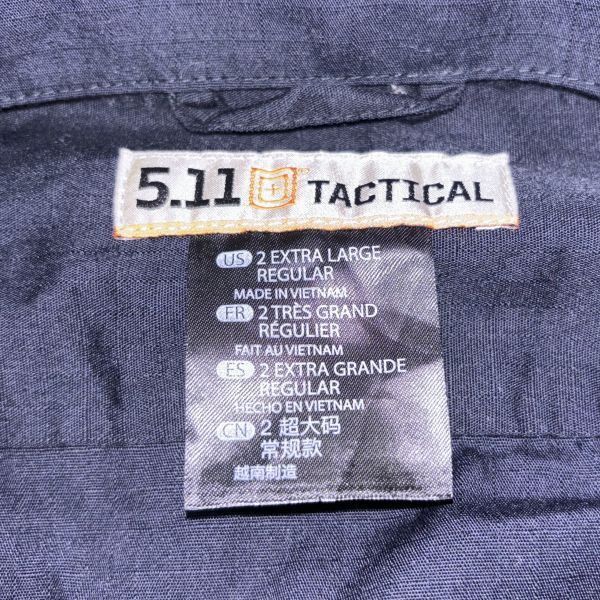 5.11 TACTICAL
US 2 EXTRA LARGE
REGULAR
MADE IN VIETNAM
FR 2 TRÈS GRAND
RÉGULIER
FAIT AU VIETNAM
ES 2 EXTRA GRANDE
REGULAR
HECHO EN VIETNAM
CN 2 超大码
常规款
越南制造